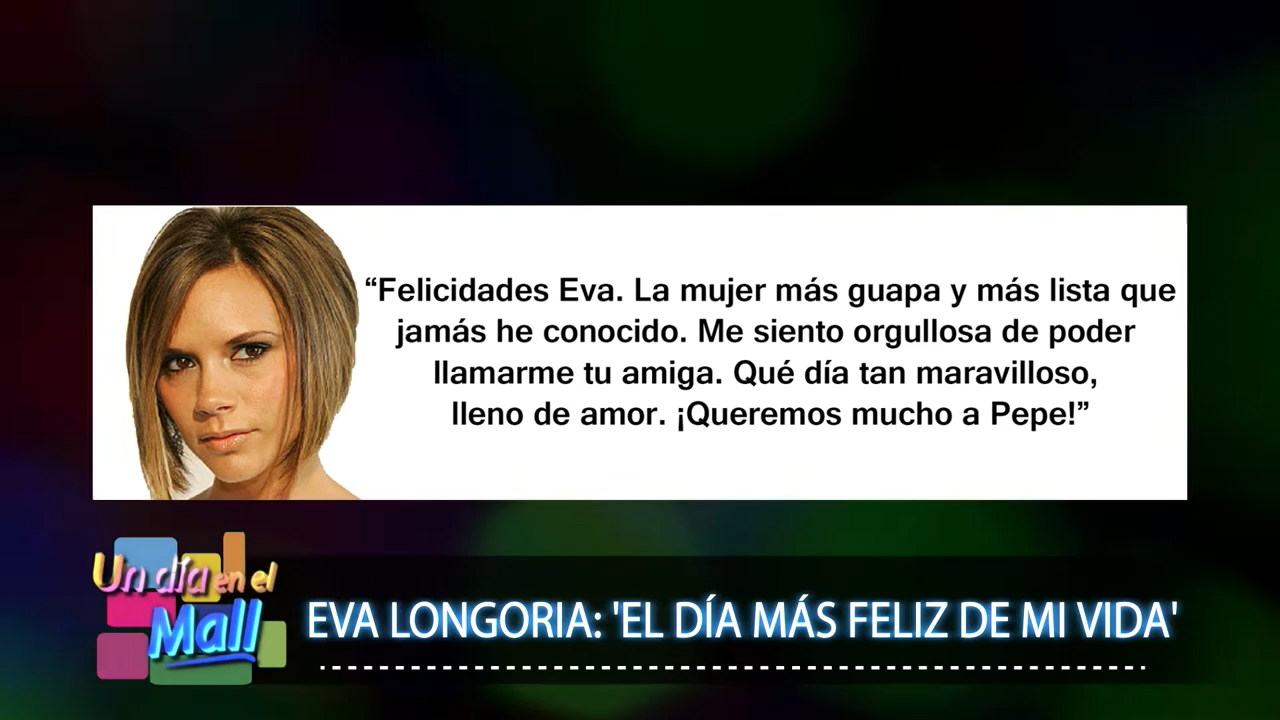 “Felicidades Eva. La mujer más guapa y más lista que
jamás he conocido. Me siento orgullosa de poder
llamarme tu amiga. Qué día tan maravilloso,
lleno de amor. ¡Queremos mucho a Pepe!”
Un día en el
Mall
EVA LONGORIA: 'EL DÍA MÁS FELIZ DE MI VIDA'